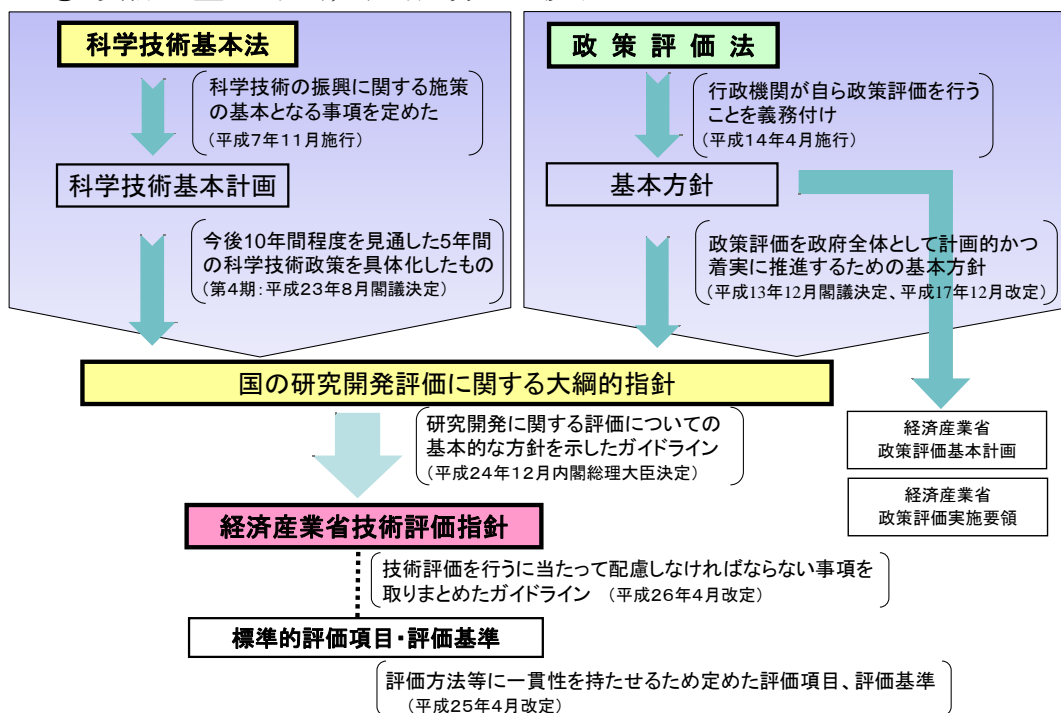 科学技術基本法
科学技術の振興に関する施策
の基本となる事項を定めた
(平成7年11月施行)
科学技術基本計画
今後10年間程度を見通した5年間
の科学技術政策を具体化したもの
(第4期:平成23年8月閣議決定)
政策評価法
行政機関が自ら政策評価を行う
ことを義務付け
(平成14年4月施行)
基本方針
政策評価を政府全体として計画的かつ
着実に推進するための基本方針
(平成13年12月閣議決定、平成17年12月改定)
国の研究開発評価に関する大綱的指針
研究開発に関する評価についての
基本的な方針を示したガイドライン
(平成24年12月内閣総理大臣決定)
経済産業省
政策評価基本計画
経済産業省
政策評価実施要領
経済産業省技術評価指針
技術評価を行うに当たって配慮しなければならない事項を
取りまとめたガイドライン (平成26年4月改定)
標準的評価項目・評価基準
評価方法等に一貫性を持たせるため定めた評価項目、評価基準
(平成25年4月改定)